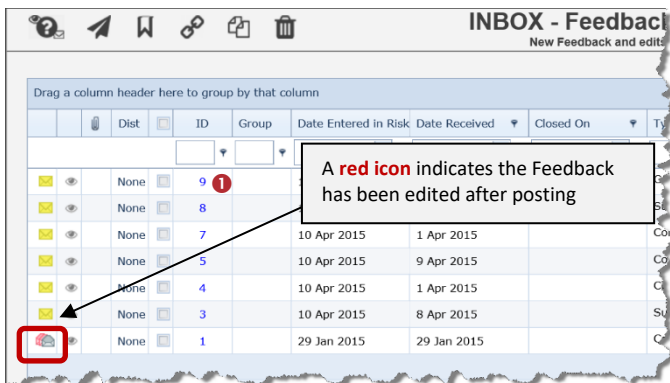 INBOX - Feedback
New Feedback and edits
Drag a column header here to group by that column
Dist ID Group Date Entered in Risk Date Received Closed On Ty
None 9 1
None 8
None 7 10 Apr 2015 1 Apr 2015
None 5 10 Apr 2015 9 Apr 2015
None 4 10 Apr 2015 1 Apr 2015
None 3 10 Apr 2015 8 Apr 2015 Su
None 1 29 Jan 2015 29 Jan 2015
A red icon indicates the Feedback
has been edited after posting